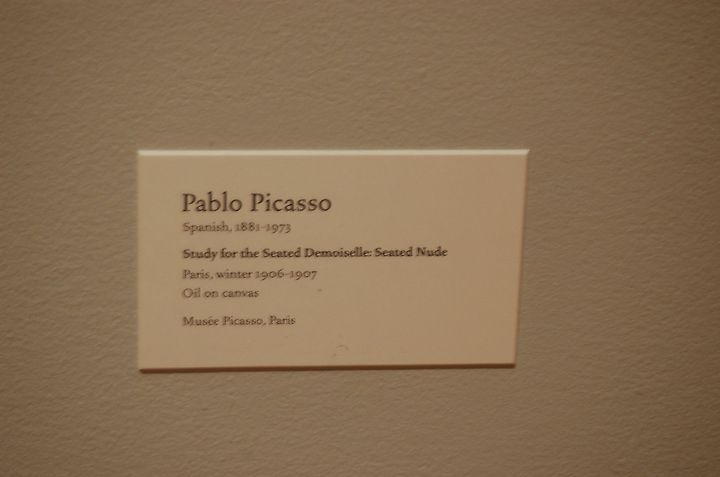 Pablo Picasso
Spanish, 1881–1973
Study for the Seated Demoiselle: Seated Nude
Paris, winter 1906–1907
Oil on canvas
Musée Picasso, Paris